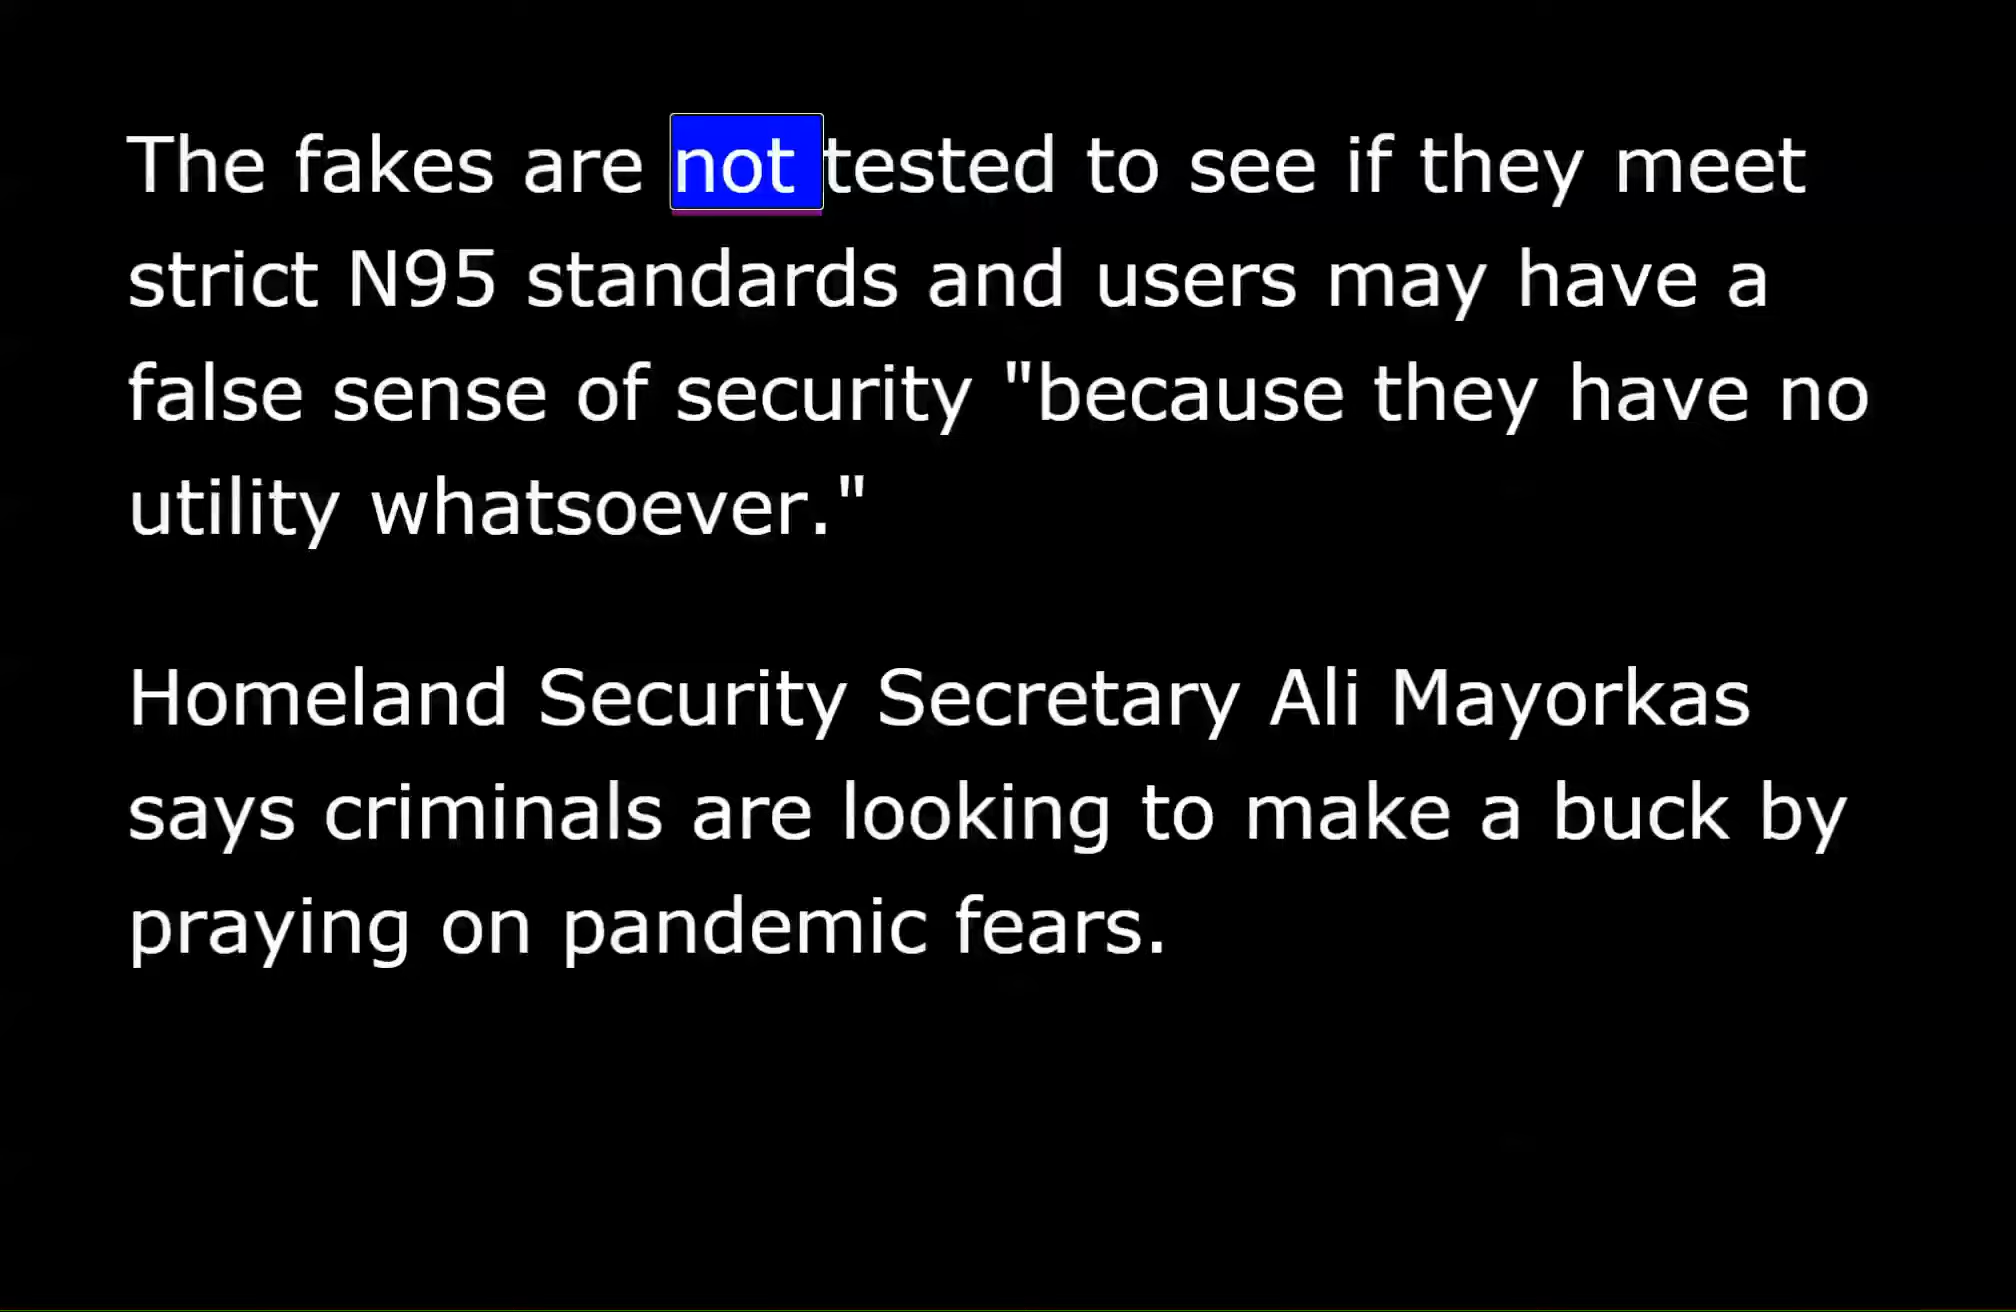 The fakes are not tested to see if they meet
strict N95 standards and users may have a
false sense of security "because they have no
utility whatsoever."
Homeland Security Secretary Ali Mayorkas
says criminals are looking to make a buck by
praying on pandemic fears.